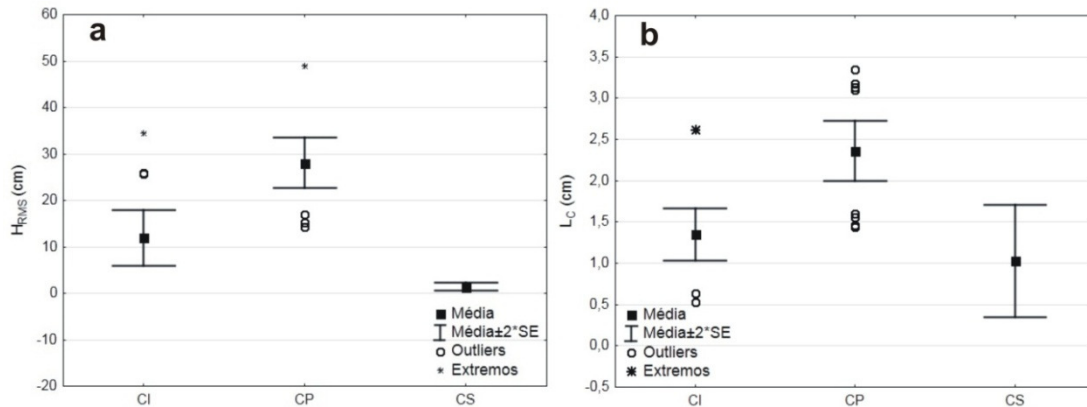 a
H_RMS (cm)
60
50
40
30
20
10
0
-10
-20
CI
CP
CS
Média
Média±2*SE
Outliers
Extremos
b
L_C (cm)
4,0
3,5
3,0
2,5
2,0
1,5
1,0
0,5
0,0
-0,5
CI
CP
CS
Média
Média±2*SE
Outliers
Extremos